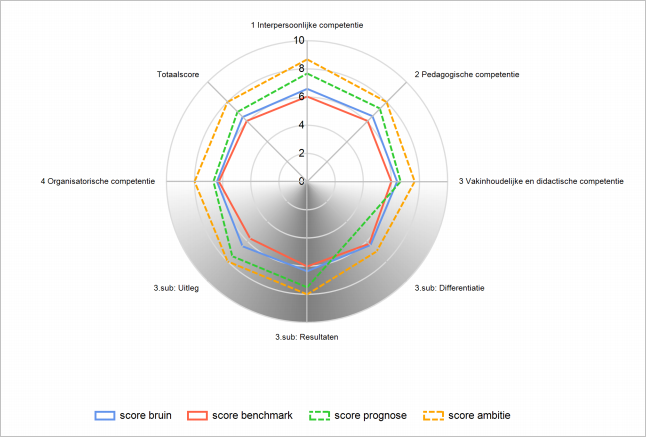 1 Interpersoonlijke competentie
10
Totaalscore
8
2 Pedagogische competentie
6
4
2
4 Organisatorische competentie
0
3 Vakinhoudelijke en didactische competentie
3.sub: Uitleg
3.sub: Differentiatie
3.sub: Resultaten
score bruin
score benchmark
score prognose
score ambitie